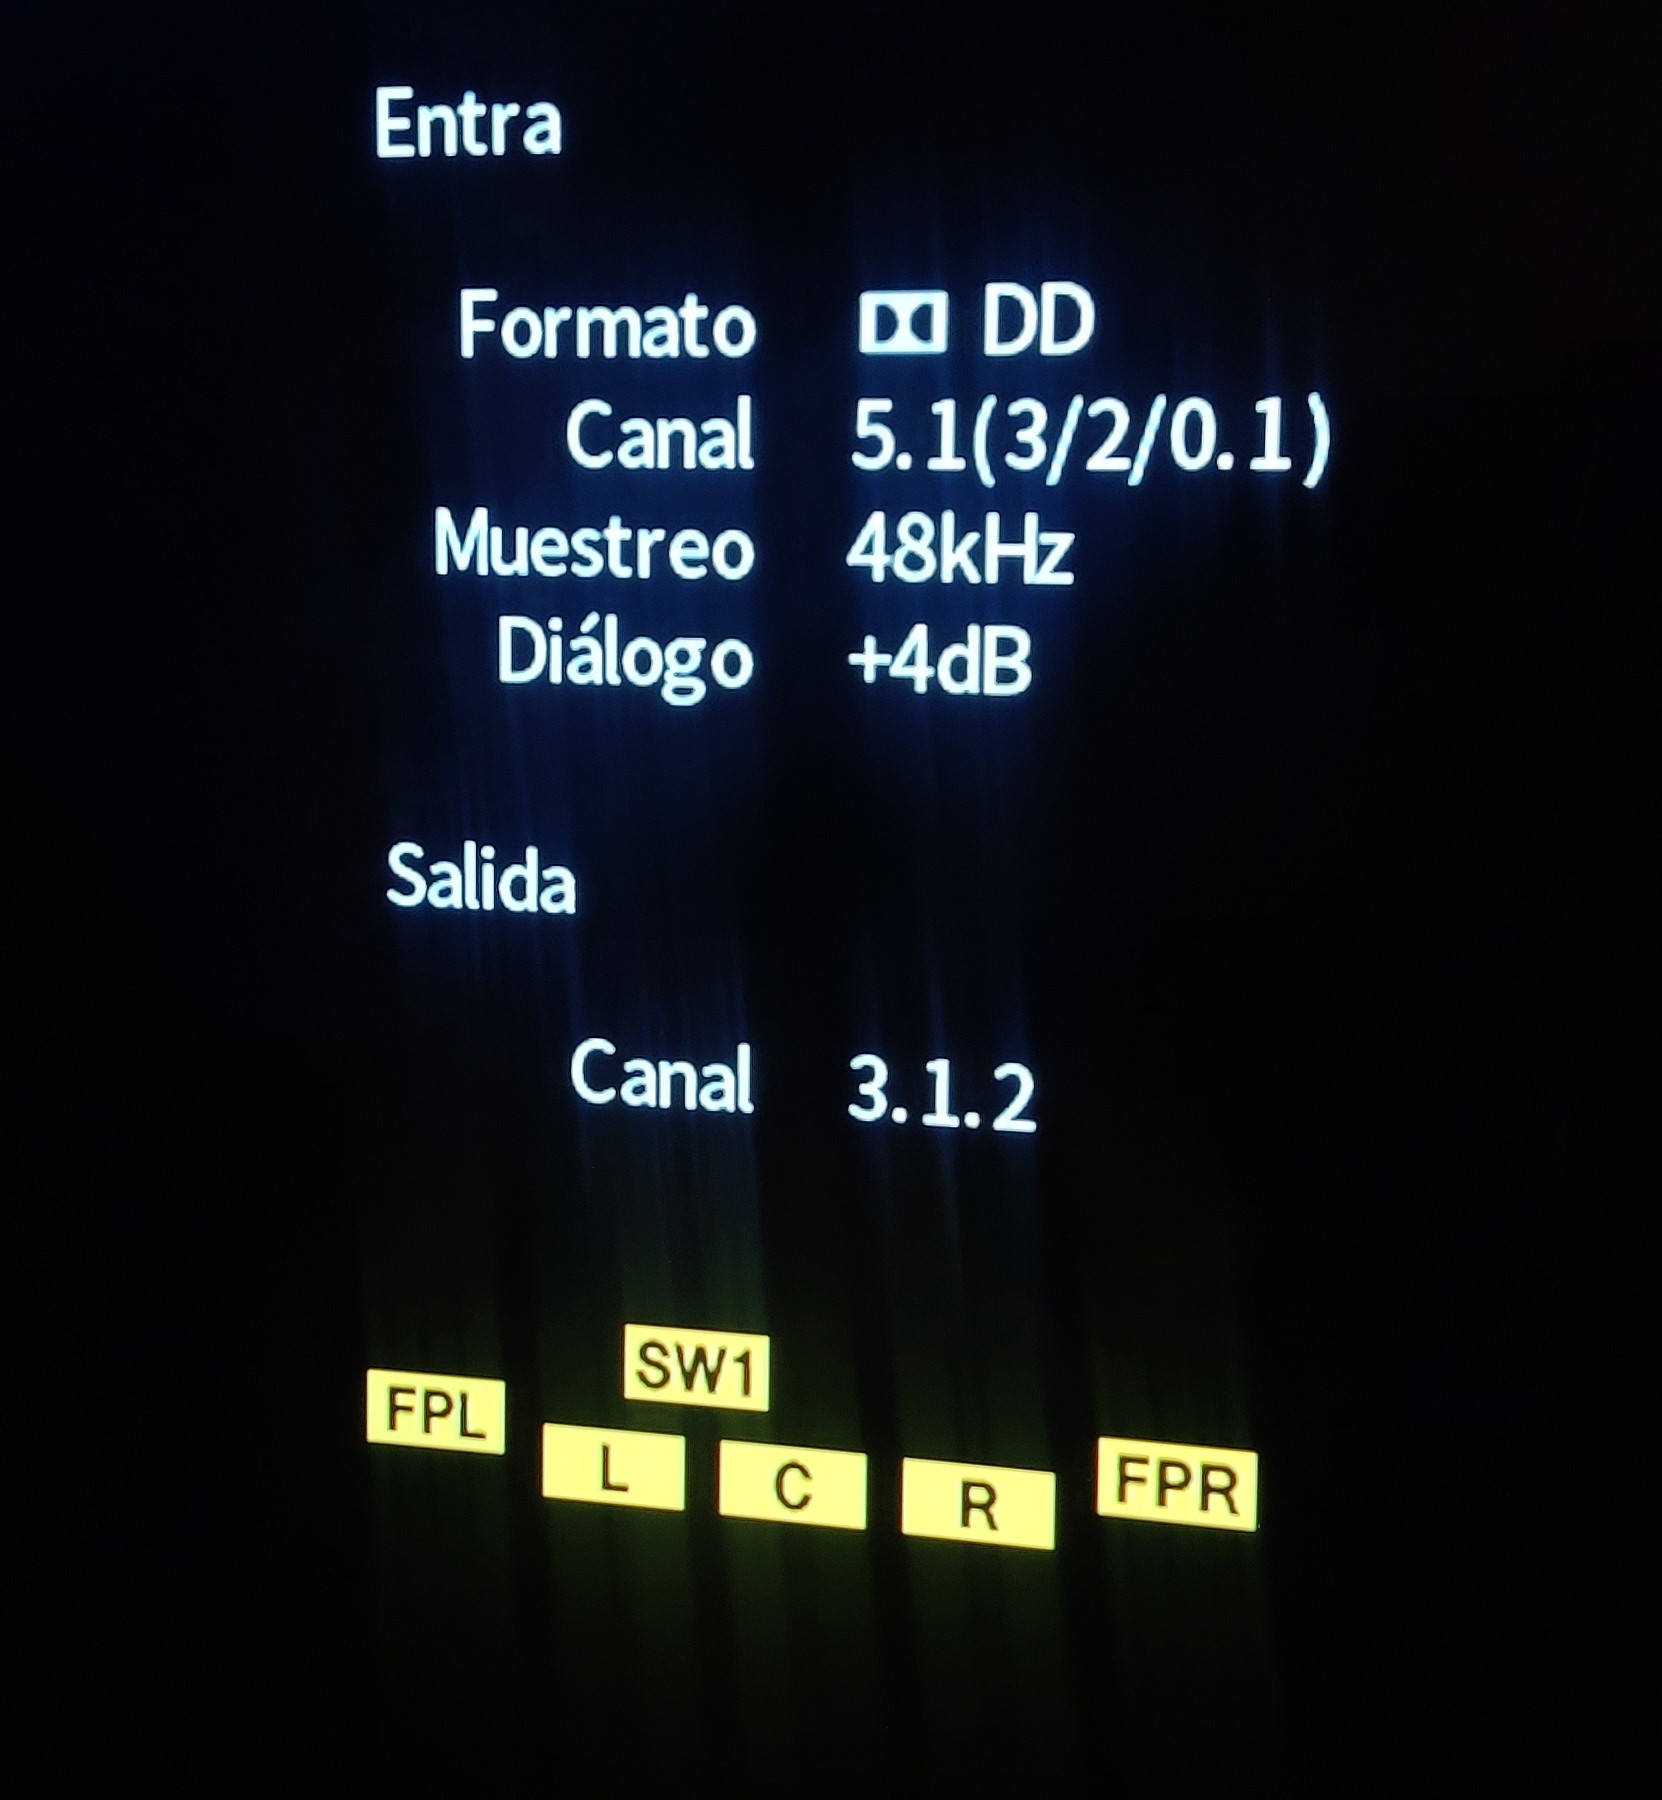 Entra
Formato DD
Canal 5.1(3/2/0.1)
Muestreo 48kHz
Diálogo +4dB
Salida
Canal 3.1.2
SW1
FPL L C R FPR